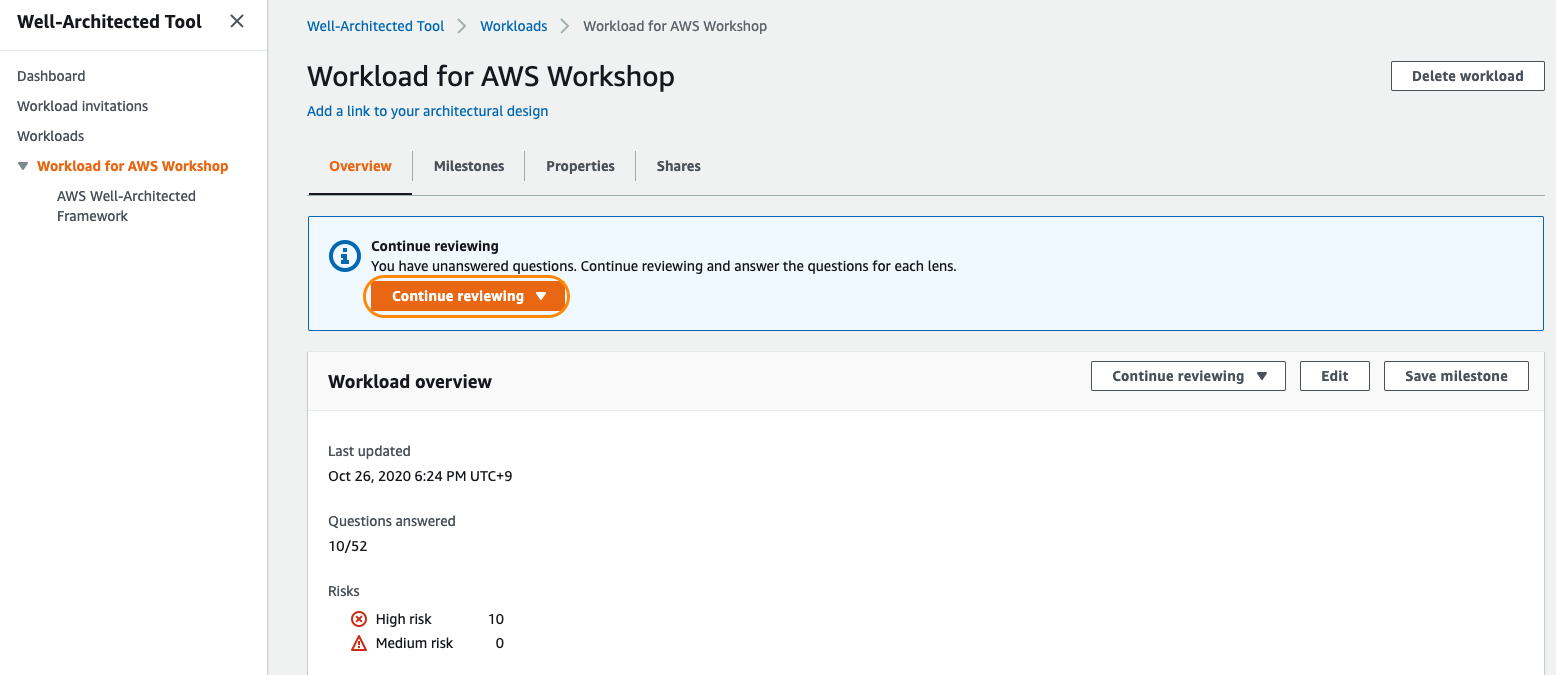 Well-Architected Tool
Dashboard
Workload invitations
Workloads
Workload for AWS Workshop
AWS Well-Architected
Framework
Well-Architected Tool
Workloads
Workload for AWS Workshop
Workload for AWS Workshop
Delete workload
Add a link to your architectural design
Overview
Milestones
Properties
Shares
Continue reviewing
You have unanswered questions. Continue reviewing and answer the questions for each lens.
Continue reviewing
Workload overview
Continue reviewing
Edit
Save milestone
Last updated
Oct 26, 2020 6:24 PM UTC+9
Questions answered
10/52
Risks
High risk 10
Medium risk 0